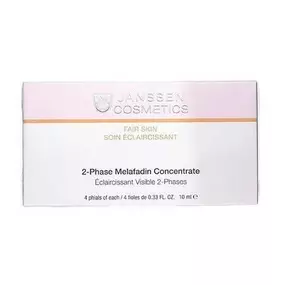 JANSSEN
COSMETICS
FAIR SKIN
SOIN ÉCLAIRCISSANT
2-Phase Melafadin Concentrate
Éclaircissant Visible 2-Phases
4 phials of each / 4 fioles de 0.33 FL. OZ. 10 ml ℮